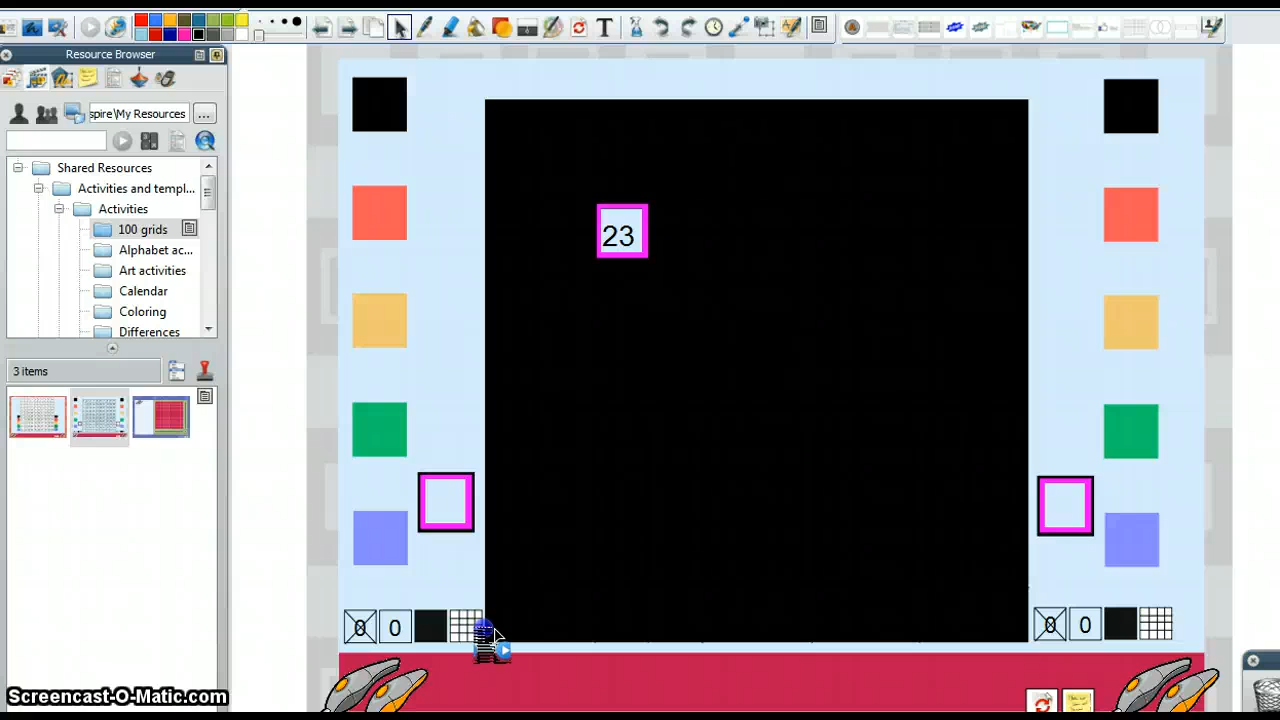 Resource Browser
spire\My Resources
...
Shared Resources
Activities and templ...
Activities
100 grids
Alphabet ac...
Art activities
Calendar
Coloring
Differences
3 items
23
0 0
0 0
T
Screencast-O-Matic.com